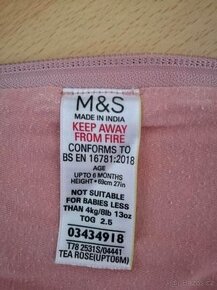 M&S
MADE IN INDIA
KEEP AWAY
FROM FIRE
CONFORMS TO
BS EN 16781:2018
AGE
UPTO 6 MONTHS
HEIGHT* 69cm 27in
NOT SUITABLE
FOR BABIES LESS
THAN 4kg/8lb 13oz
TOG 2.5
03434918
T78 2531S/04441
TEA ROSE(UPTO6M)